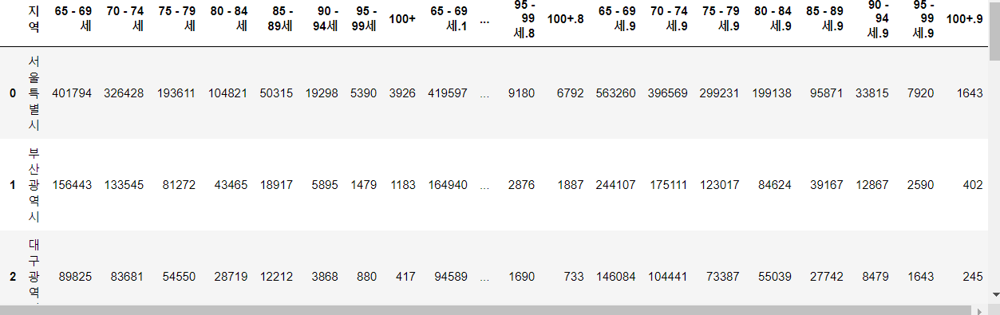 지역 65 - 69세 70 - 74세 75 - 79세 80 - 84세 85 - 89세 90 - 94세 95 - 99세 100+ 65 - 69세.1 ... 95 - 99세.8 100+.8 65 - 69세.9 70 - 74세.9 75 - 79세.9 80 - 84세.9 85 - 89세.9 90 - 94세.9 95 - 99세.9 100+.9
0 서울특별시 401794 326428 193611 104821 50315 19298 5390 3926 419597 ... 9180 6792 563260 396569 299231 199138 95871 33815 7920 1643
1 부산광역시 156443 133545 81272 43465 18917 5895 1479 1183 164940 ... 2876 1887 244107 175111 123017 84624 39167 12867 2590 402
2 대구광역 89825 83681 54550 28719 12212 3868 880 417 94589 ... 1690 733 146084 104441 73387 55039 27742 8479 1643 245